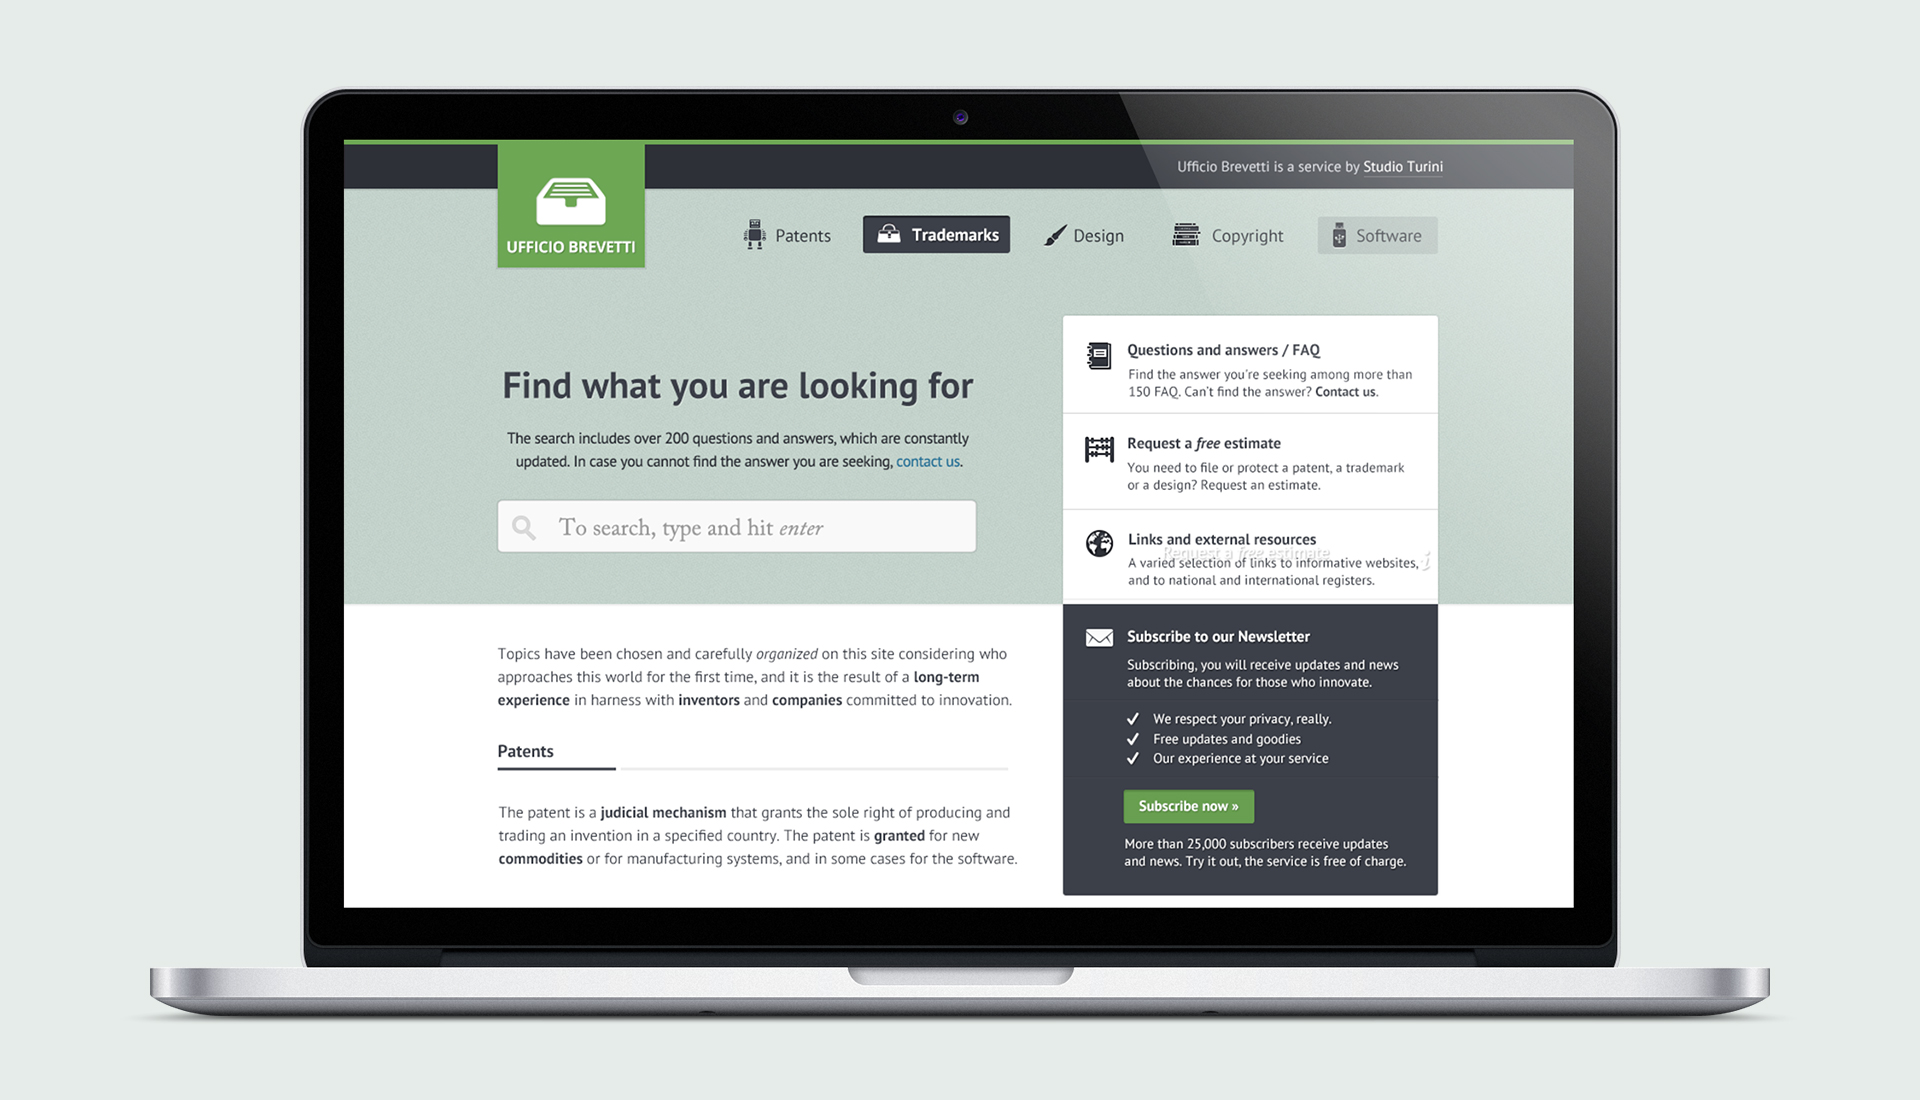 Ufficio Brevetti is a service by Studio Turini
UFFICIO BREVETTI
Patents
Trademarks
Design
Copyright
Software
Find what you are looking for
The search includes over 200 questions and answers, which are constantly
updated. In case you cannot find the answer you are seeking, contact us.
To search, type and hit enter
Questions and answers / FAQ
Find the answer you're seeking among more than
150 FAQ. Can't find the answer? Contact us.
Request a free estimate
You need to file or protect a patent, a trademark
or a design? Request an estimate.
Links and external resources
Request a free estimate
i
A varied selection of links to informative websites,
and to national and international registers.
Topics have been chosen and carefully organized on this site considering who
approaches this world for the first time, and it is the result of a long-term
experience in harness with inventors and companies committed to innovation.
Patents
The patent is a judicial mechanism that grants the sole right of producing and
trading an invention in a specified country. The patent is granted for new
commodities or for manufacturing systems, and in some cases for the software.
Subscribe to our Newsletter
Subscribing, you will receive updates and news
about the chances for those who innovate.
We respect your privacy, really.
Free updates and goodies
Our experience at your service
Subscribe now »
More than 25,000 subscribers receive updates
and news. Try it out, the service is free of charge.